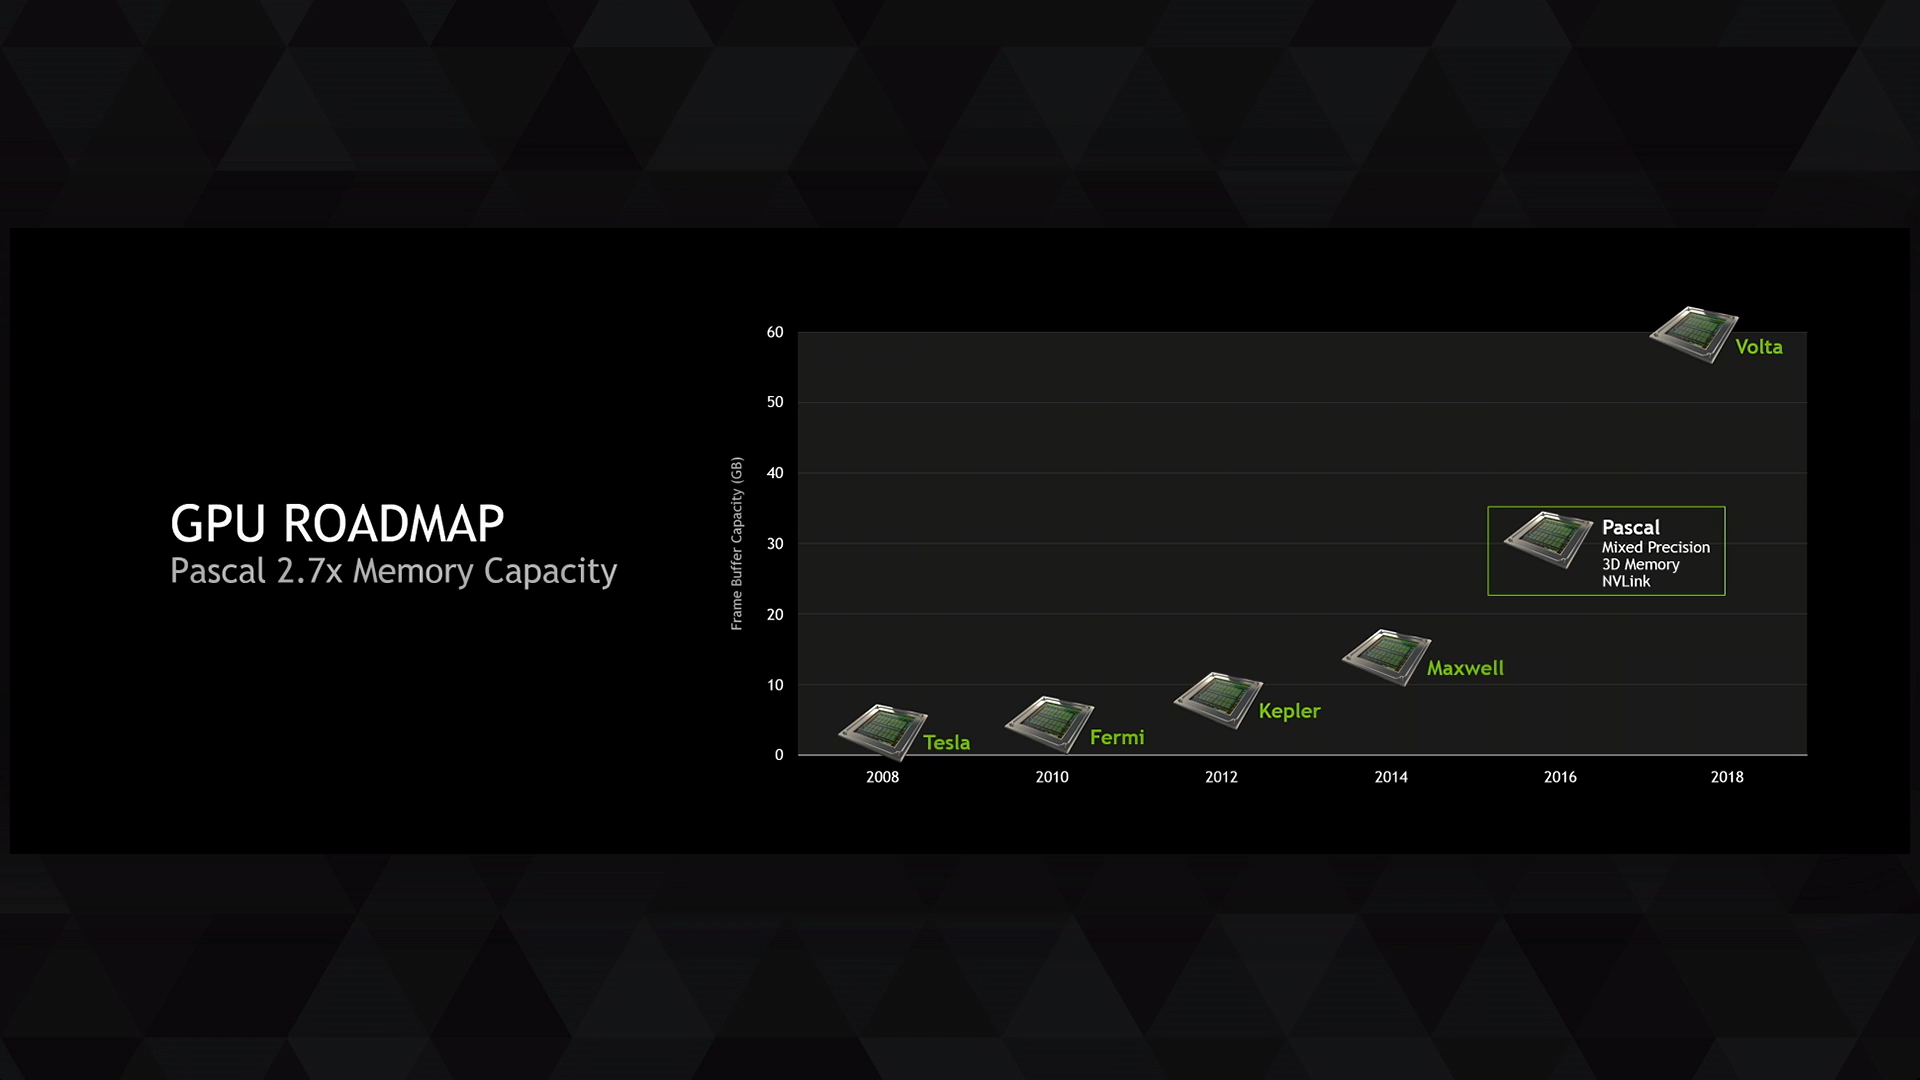 GPU ROADMAP
Pascal 2.7x Memory Capacity
Frame Buffer Capacity (GB)
60
50
40
30
20
10
0
Volta
Pascal
Mixed Precision
3D Memory
NVLink
Maxwell
Kepler
Fermi
Tesla
2008 2010 2012 2014 2016 2018